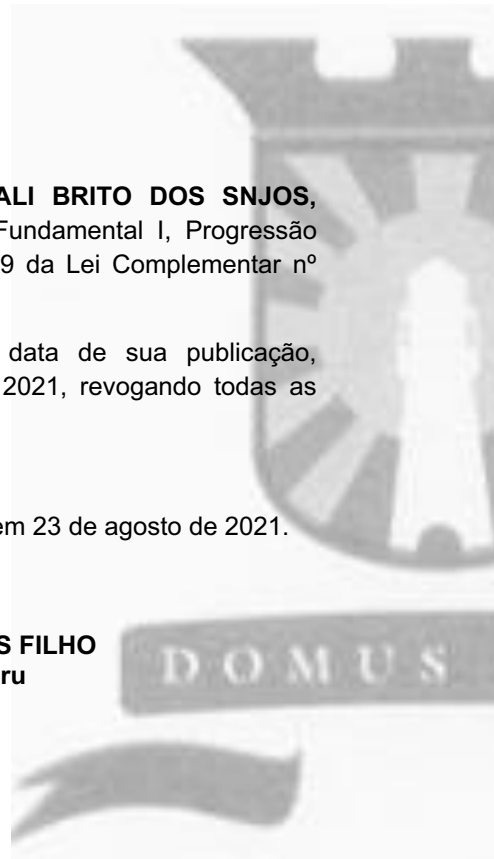 ALI BRITO DOS SNJOS,
Fundamental I, Progressão
9 da Lei Complementar nº
data de sua publicação,
2021, revogando todas as
em 23 de agosto de 2021.
S FILHO
ru
DOMUS